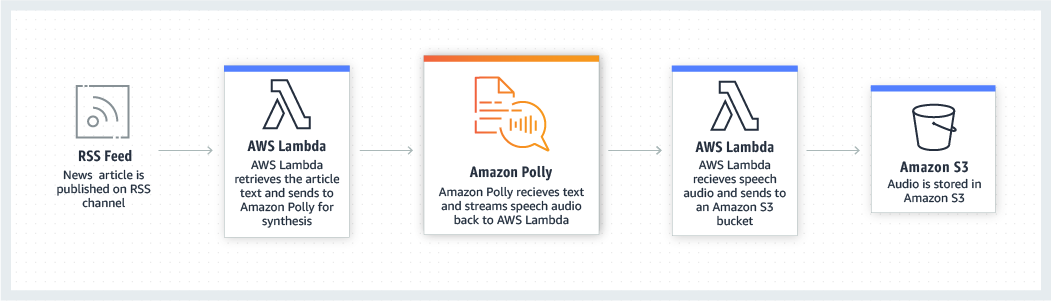 RSS Feed
News article is
published on RSS
channel
AWS Lambda
AWS Lambda
retrieves the article
text and sends to
Amazon Polly for
synthesis
Amazon Polly
Amazon Polly recieves text
and streams speech audio
back to AWS Lambda
AWS Lambda
AWS Lambda
recieves speech
audio and sends to
an Amazon S3
bucket
Amazon S3
Audio is stored in
Amazon S3